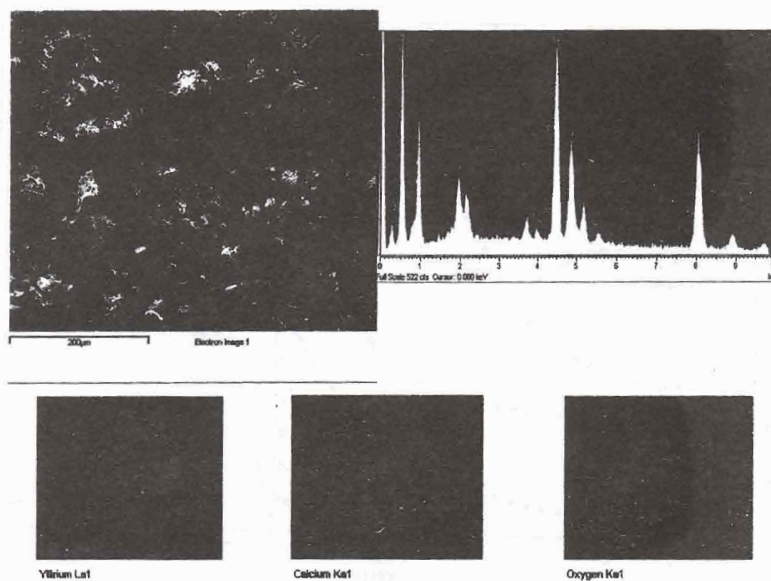 0 1 2 3 4 5 6 7 8 9
Full Scale 522 cts Cursor: 0.000 keV
200µm Electron Image 1
Yttrium La1 Calcium Ka1 Oxygen Ka1